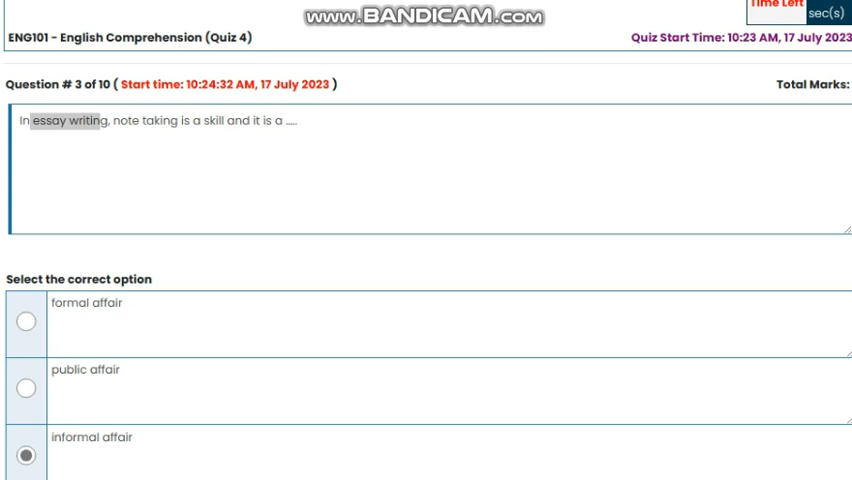 www.BANDICAM.com
Time Left
sec(s)
ENG101 - English Comprehension (Quiz 4)
Quiz Start Time: 10:23 AM, 17 July 2023
Question # 3 of 10 ( Start time: 10:24:32 AM, 17 July 2023 )
Total Marks:
In essay writing, note taking is a skill and it is a .....
Select the correct option
formal affair
public affair
informal affair